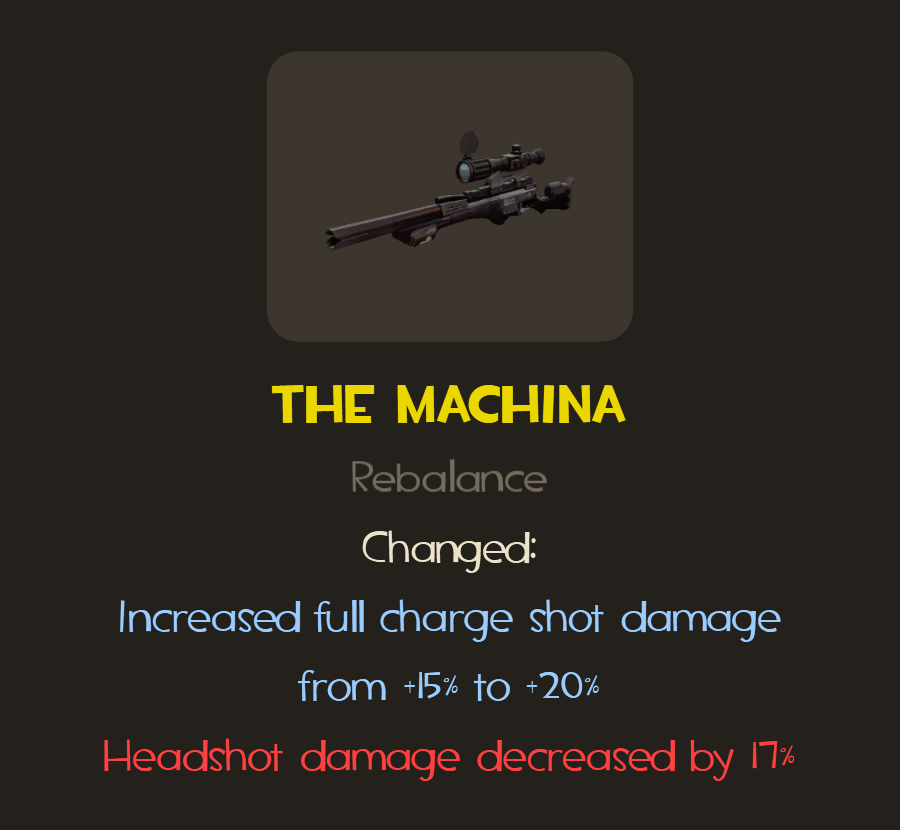 THE MACHINA
Rebalance
Changed:
Increased full charge shot damage
from +15% to +20%
Headshot damage decreased by 17%